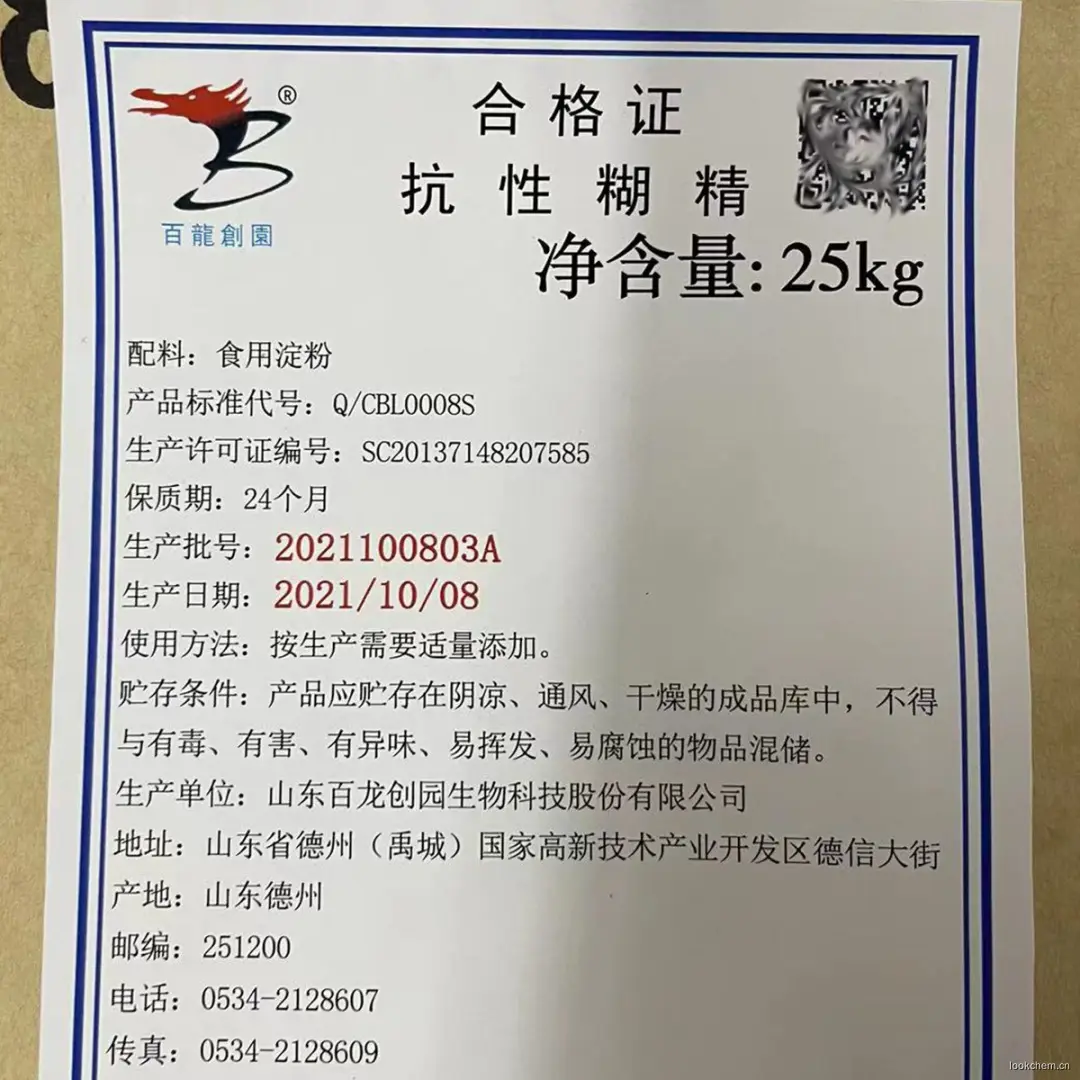 ®
百龍創園
合格证
抗性糊精
净含量: 25kg
配料：食用淀粉
产品标准代号：Q/CBL0008S
生产许可证编号：SC20137148207585
保质期：24个月
生产批号：2021100803A
生产日期：2021/10/08
使用方法：按生产需要适量添加。
贮存条件：产品应贮存在阴凉、通风、干燥的成品库中，不得
与有毒、有害、有异味、易挥发、易腐蚀的物品混储。
生产单位：山东百龙创园生物科技股份有限公司
地址：山东省德州（禹城）国家高新技术产业开发区德信大街
产地：山东德州
邮编：251200
电话：0534-2128607
传真：0534-2128609
lookchem.cn